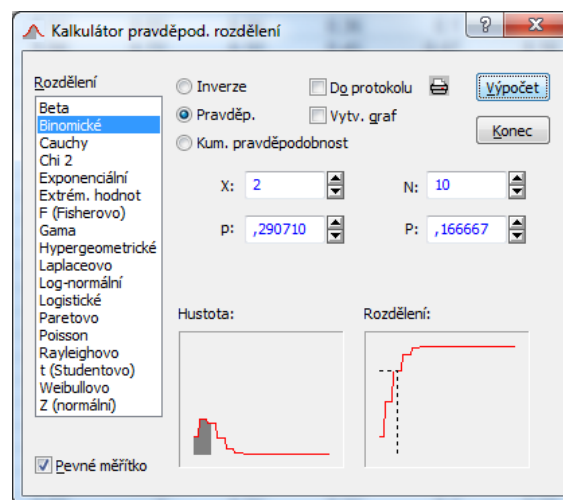 Kalkulátor pravděpod. rozdělení
Rozdělení
Beta
Binomické
Cauchy
Chi 2
Exponenciální
Extrém. hodnot
F (Fisherovo)
Gama
Hypergeometrické
Laplaceovo
Log-normální
Logistické
Paretovo
Poisson
Rayleighovo
t (Studentovo)
Weibullovo
Z (normální)
Pevné měřítko
Inverze
Pravděp.
Kum. pravděpodobnost
Do protokolu
Vytv. graf
Výpočet
Konec
X: 2 N: 10
p: ,290710 P: ,166667
Hustota: Rozdělení: